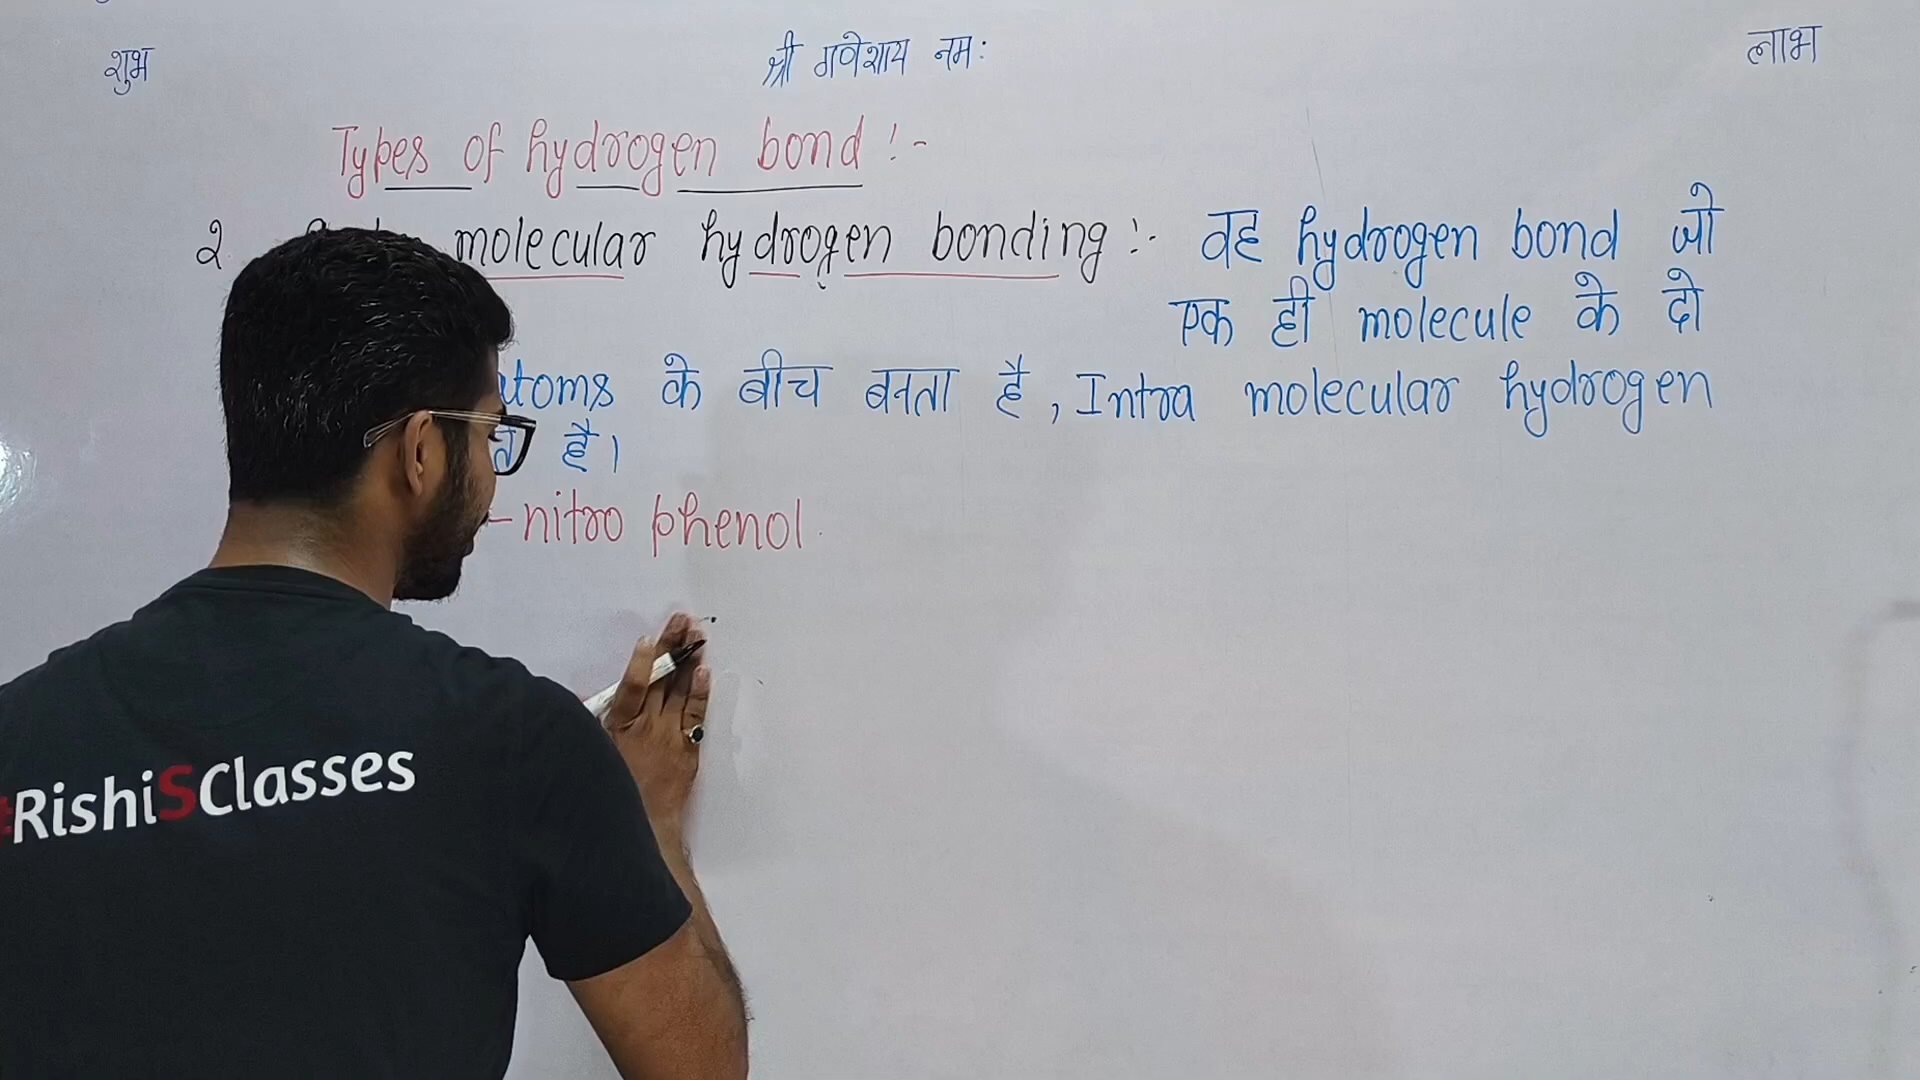 शुभ श्री गणेशाय नमः लाभ
Types of hydrogen bond :-
2. molecular hydrogen bonding :- वह hydrogen bond जो
एक ही molecule के दो
atoms के बीच बनता है, Intra molecular hydrogen
है।
-nitro phenol.
#RishiSClasses